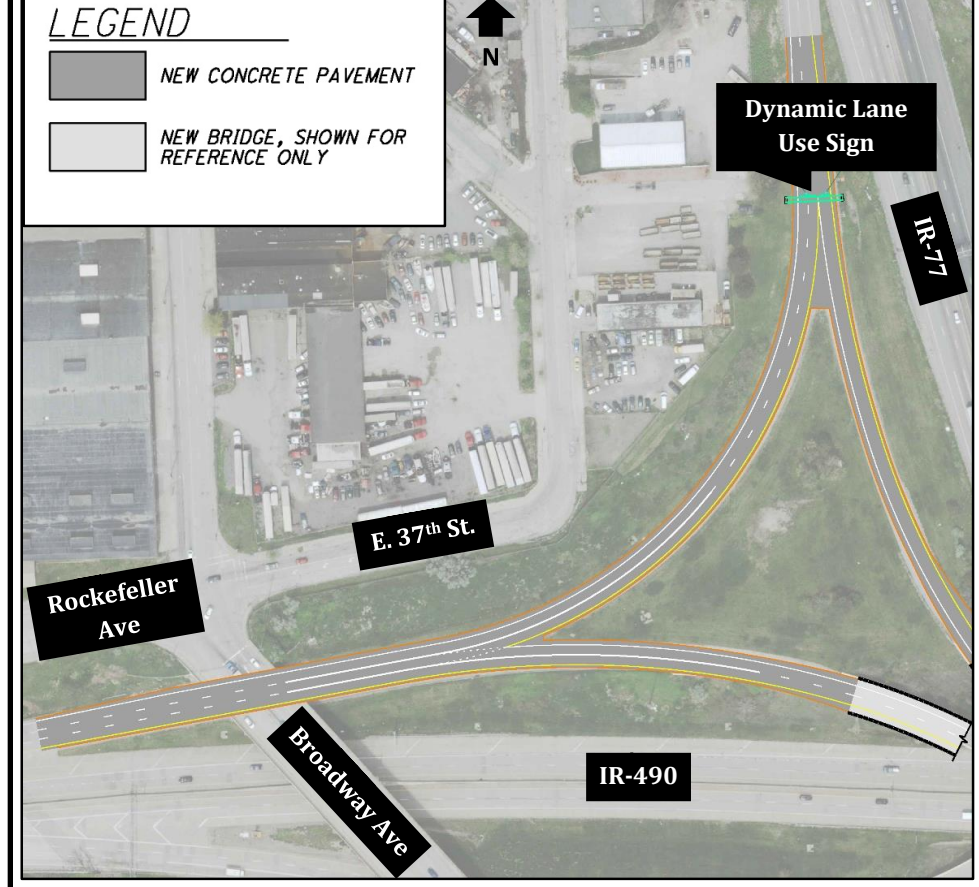 LEGEND
NEW CONCRETE PAVEMENT
NEW BRIDGE, SHOWN FOR
REFERENCE ONLY
N
Dynamic Lane
Use Sign
IR-77
E. 37th St.
Rockefeller
Ave
Broadway Ave
IR-490